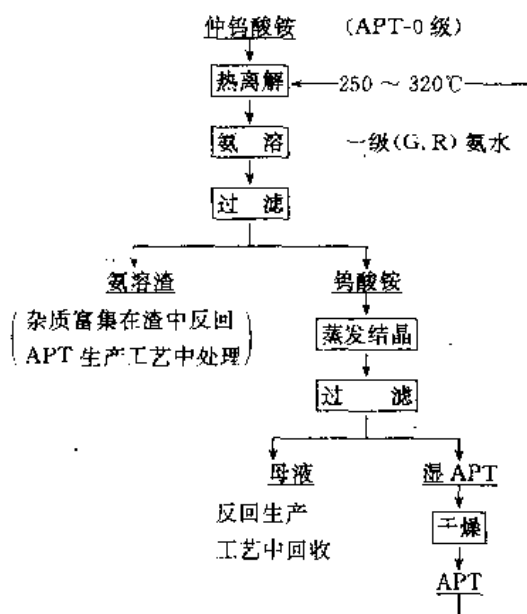 仲钨酸铵 (APT-0级)
热离解 250~320℃
氨 溶 一级(G.R)氨水
过 滤
氨溶渣 钨酸铵
(杂质富集在渣中反回
APT生产工艺中处理)
蒸发结晶
过 滤
母液 湿APT
反回生产
工艺中回收
干燥
APT